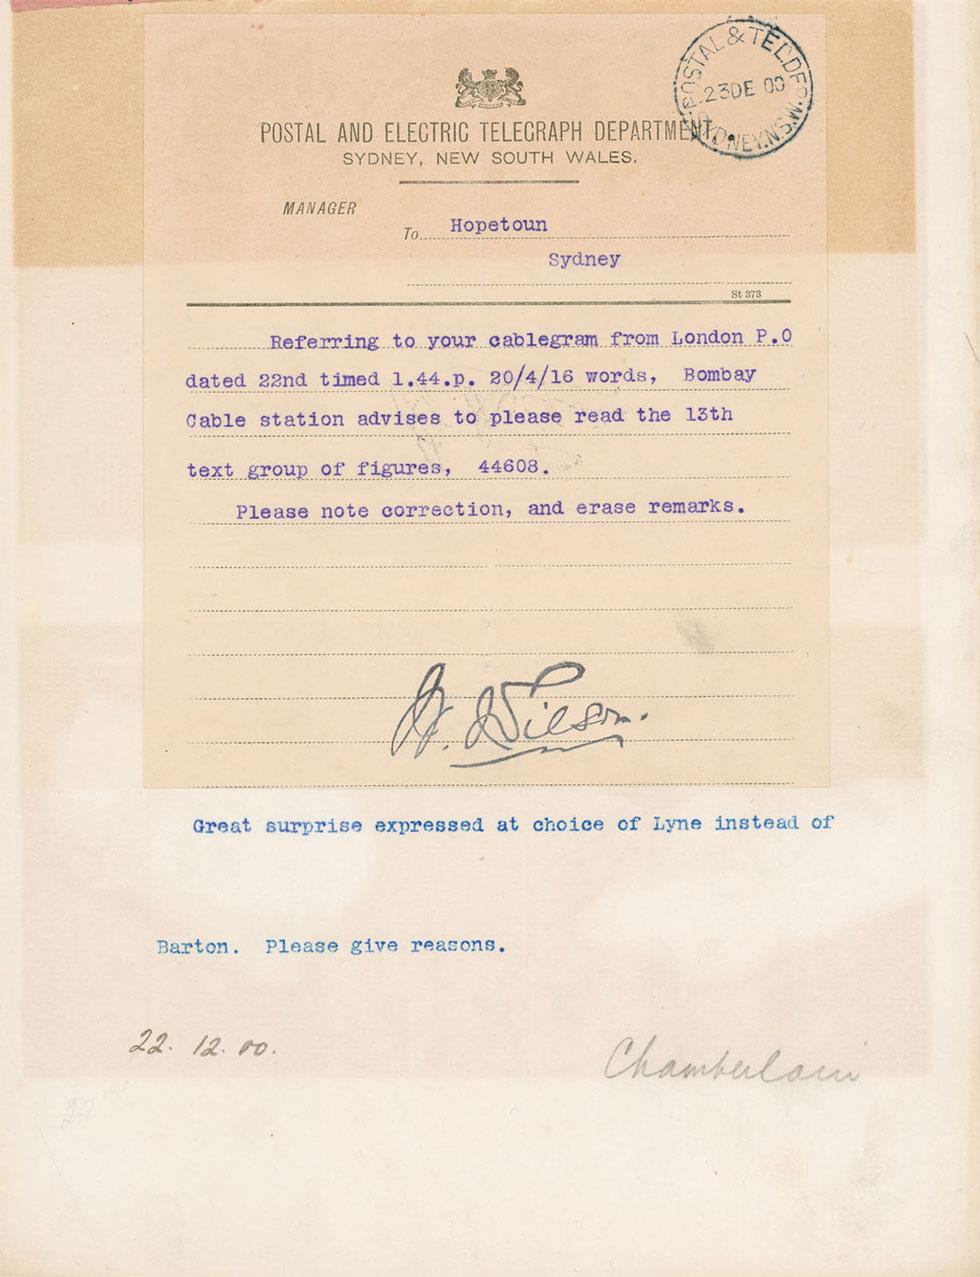 POSTAL & TEL.DEP. SYDNEY.N.S.W.
23DE 00
POSTAL AND ELECTRIC TELEGRAPH DEPARTMENT,
SYDNEY, NEW SOUTH WALES.
MANAGER
To Hopetoun
Sydney
St 373
Referring to your cablegram from London P.O
dated 22nd timed 1.44.p. 20/4/16 words, Bombay
Cable station advises to please read the 13th
text group of figures, 44608.
Please note correction, and erase remarks.
W. Wilson.
Great surprise expressed at choice of Lyne instead of
Barton. Please give reasons.
22. 12. 00.
Chamberlain